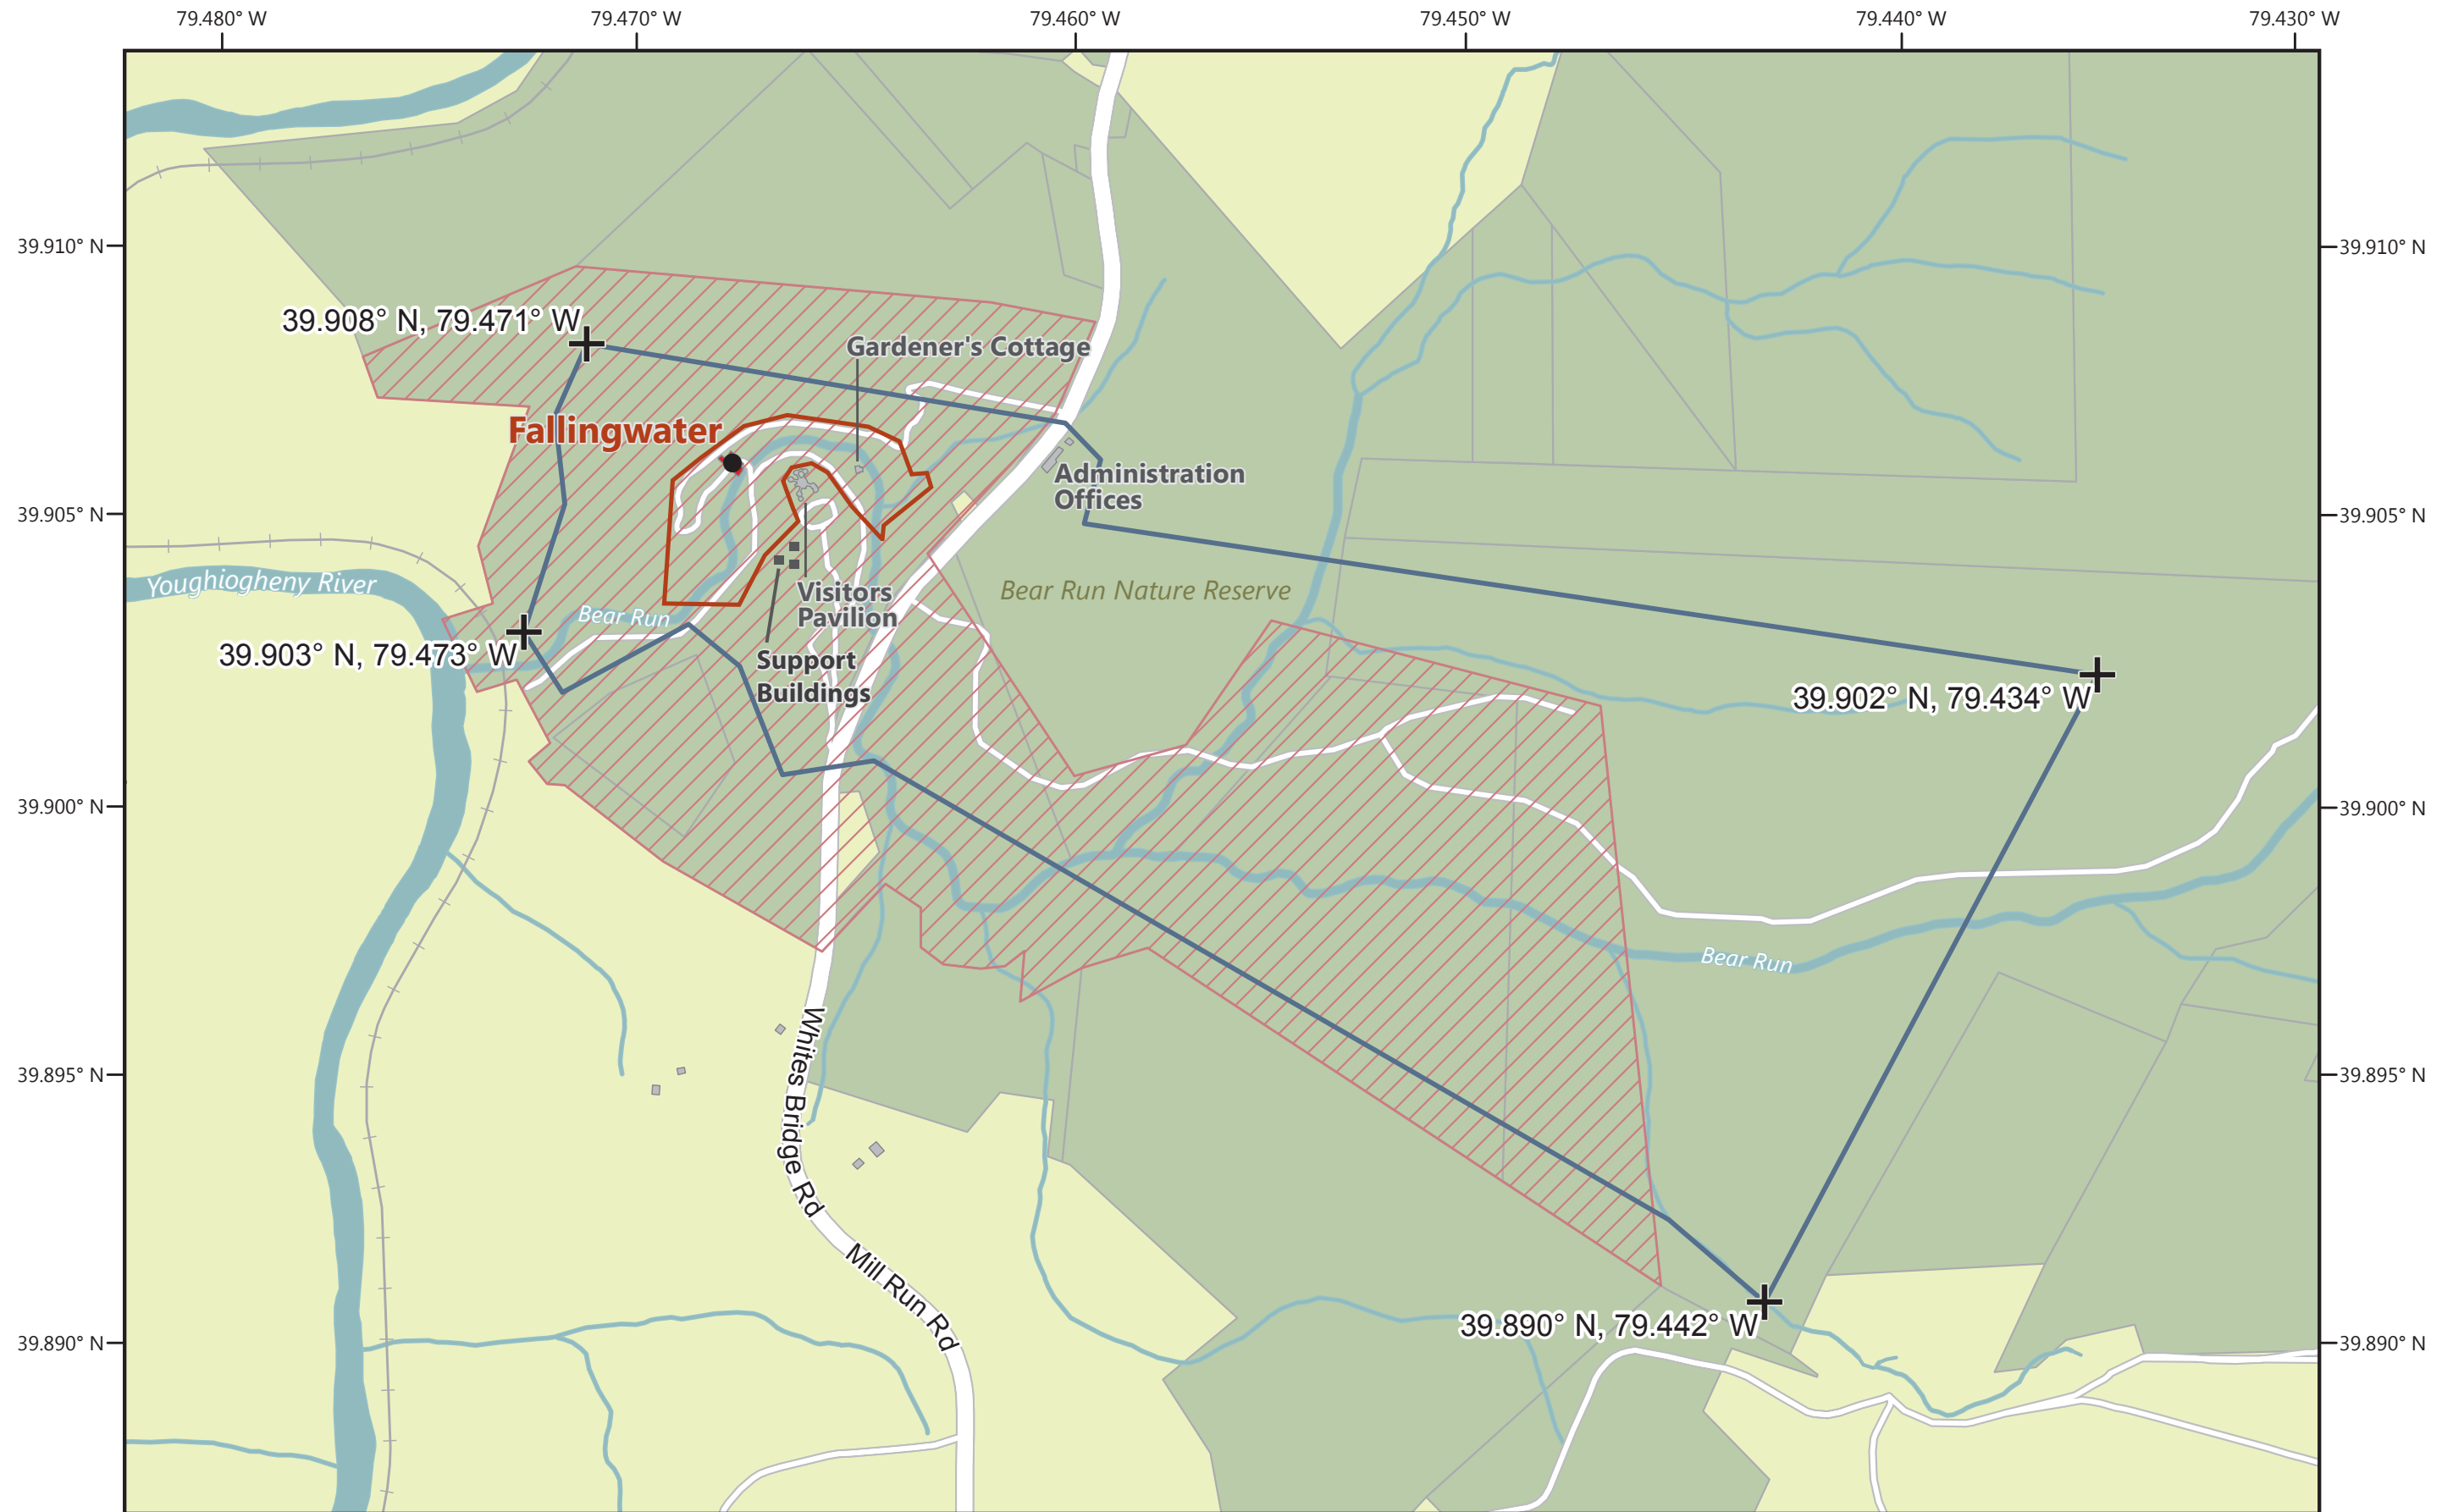 79.480° W
79.470° W
79.460° W
79.450° W
79.440° W
79.430° W
39.910° N
39.910° N
39.908° N, 79.471° W
Gardener's Cottage
Fallingwater
Administration
Offices
39.905° N
39.905° N
Youghiogheny River
Bear Run Nature Reserve
Visitors
Pavilion
Bear Run
39.903° N, 79.473° W
Support
Buildings
39.902° N, 79.434° W
39.900° N
39.900° N
Bear Run
Whites Bridge Rd
39.895° N
39.895° N
Mill Run Rd
39.890° N, 79.442° W
39.890° N
39.890° N